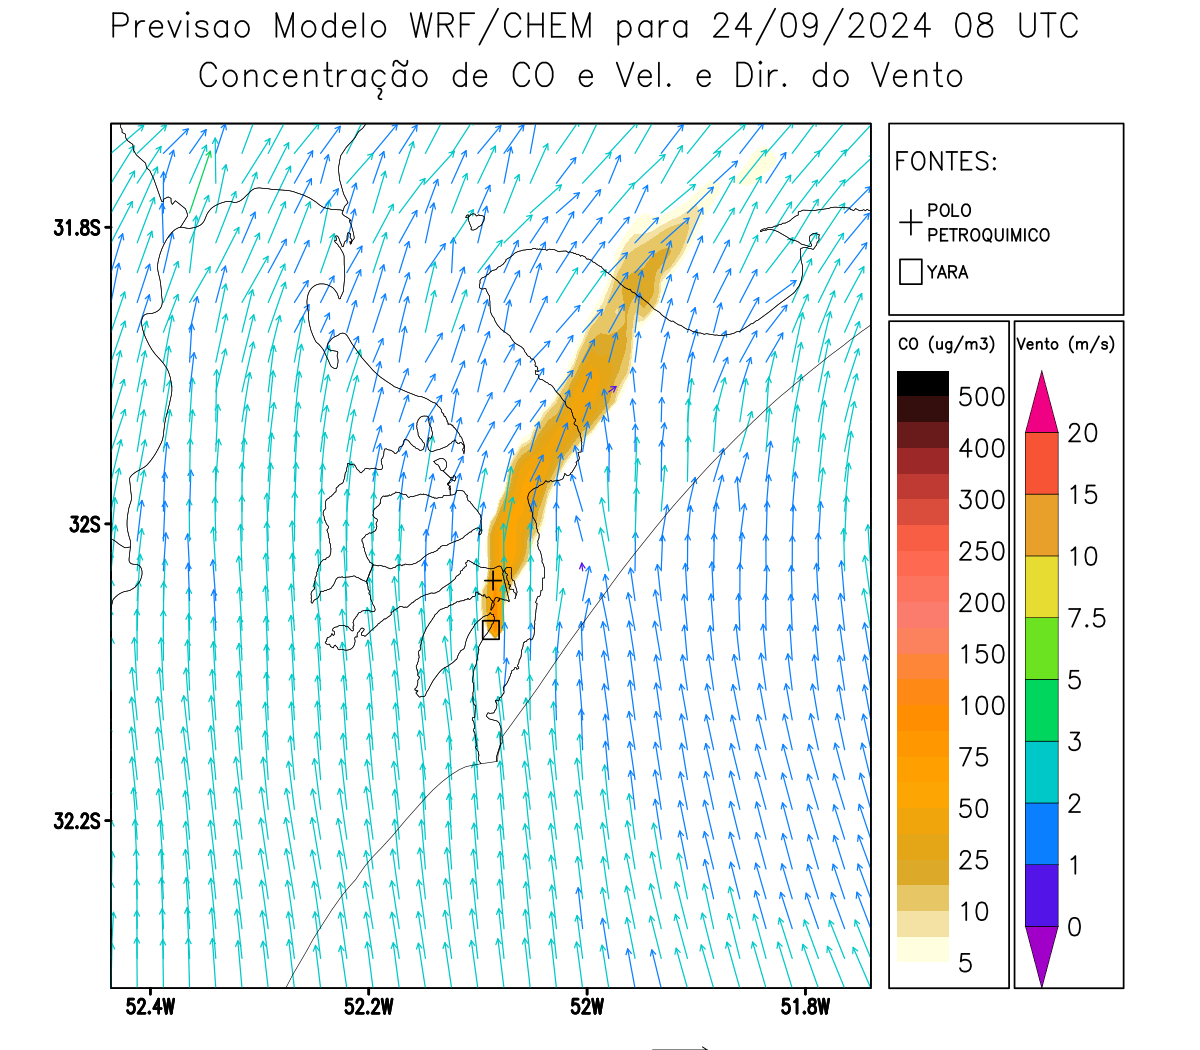 Previsao Modelo WRF/CHEM para 24/09/2024 08 UTC
Concentração de CO e Vel. e Dir. do Vento
FONTES:
POLO
PETROQUIMICO
YARA
CO (ug/m3)
500
400
300
250
200
150
100
75
50
25
10
5
Vento (m/s)
20
15
10
7.5
5
3
2
1
0
31.8S
32S
32.2S
52.4W
52.2W
52W
51.8W